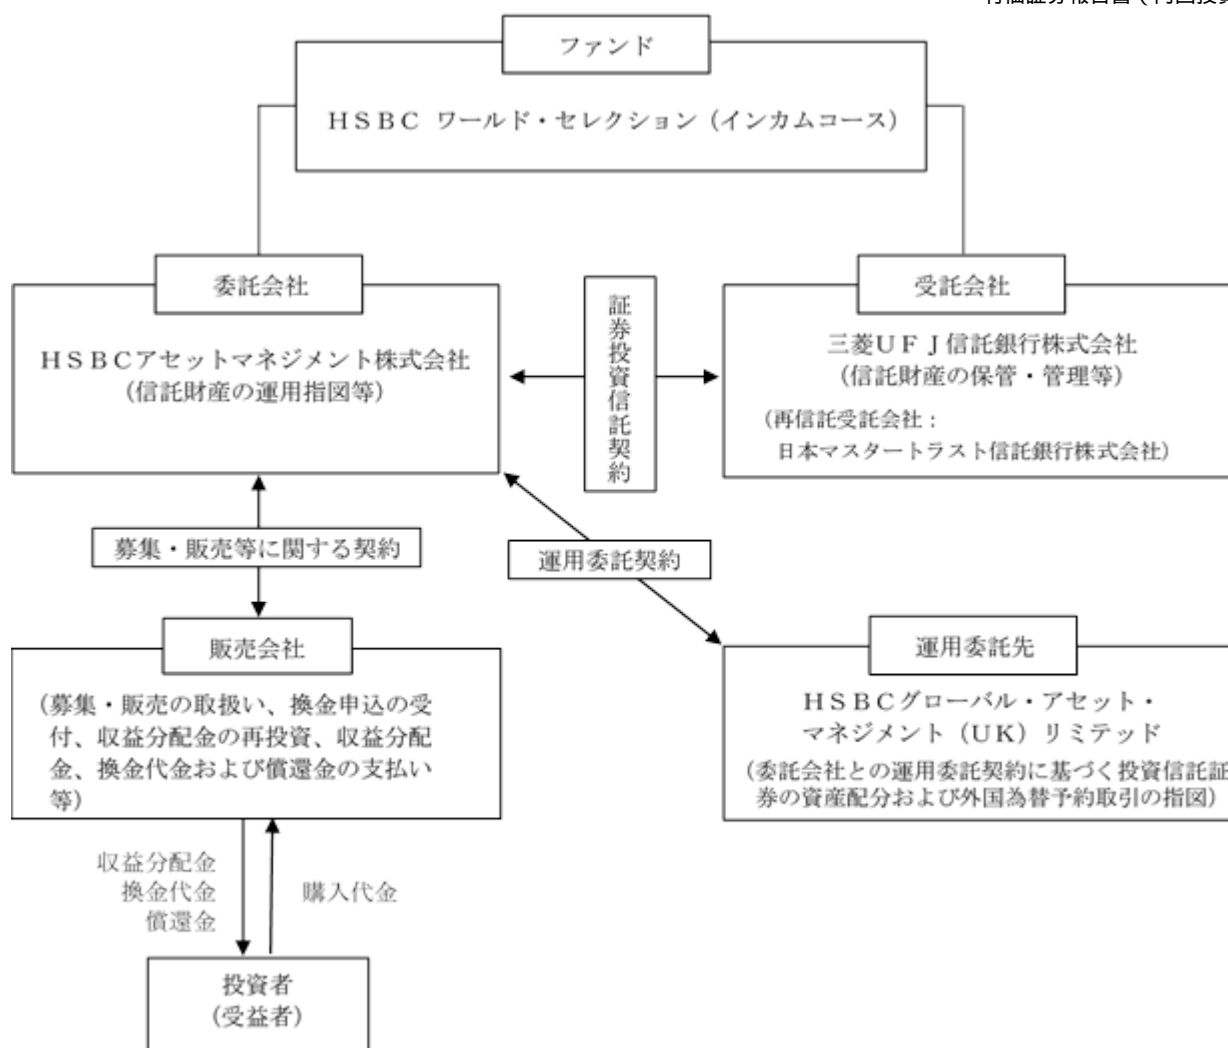 ファンド
HSBC ワールド・セレクション(インカムコース)
委託会社
HSBCアセットマネジメント株式会社
(信託財産の運用指図等)
証券投資信託契約
受託会社
三菱UFJ信託銀行株式会社
(信託財産の保管・管理等)
(再信託受託会社:
日本マスタートラスト信託銀行株式会社)
募集・販売等に関する契約
運用委託契約
販売会社
(募集・販売の取扱い、換金申込の受
付、収益分配金の再投資、収益分配
金、換金代金および償還金の支払い
等)
運用委託先
HSBCグローバル・アセット・
マネジメント(UK)リミテッド
(委託会社との運用委託契約に基づく投資信託証
券の資産配分および外国為替予約取引の指図)
収益分配金
換金代金
償還金
購入代金
投資者
(受益者)